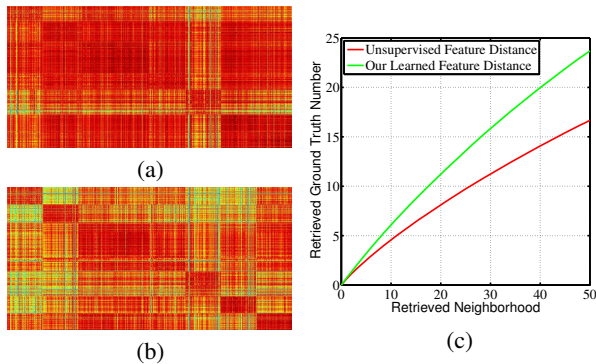 (a)
(b)
Unsupervised Feature Distance
Our Learned Feature Distance
Retrieved Ground Truth Number
25
20
15
10
5
0
0 10 20 30 40 50
Retrieved Neighborhood
(c)